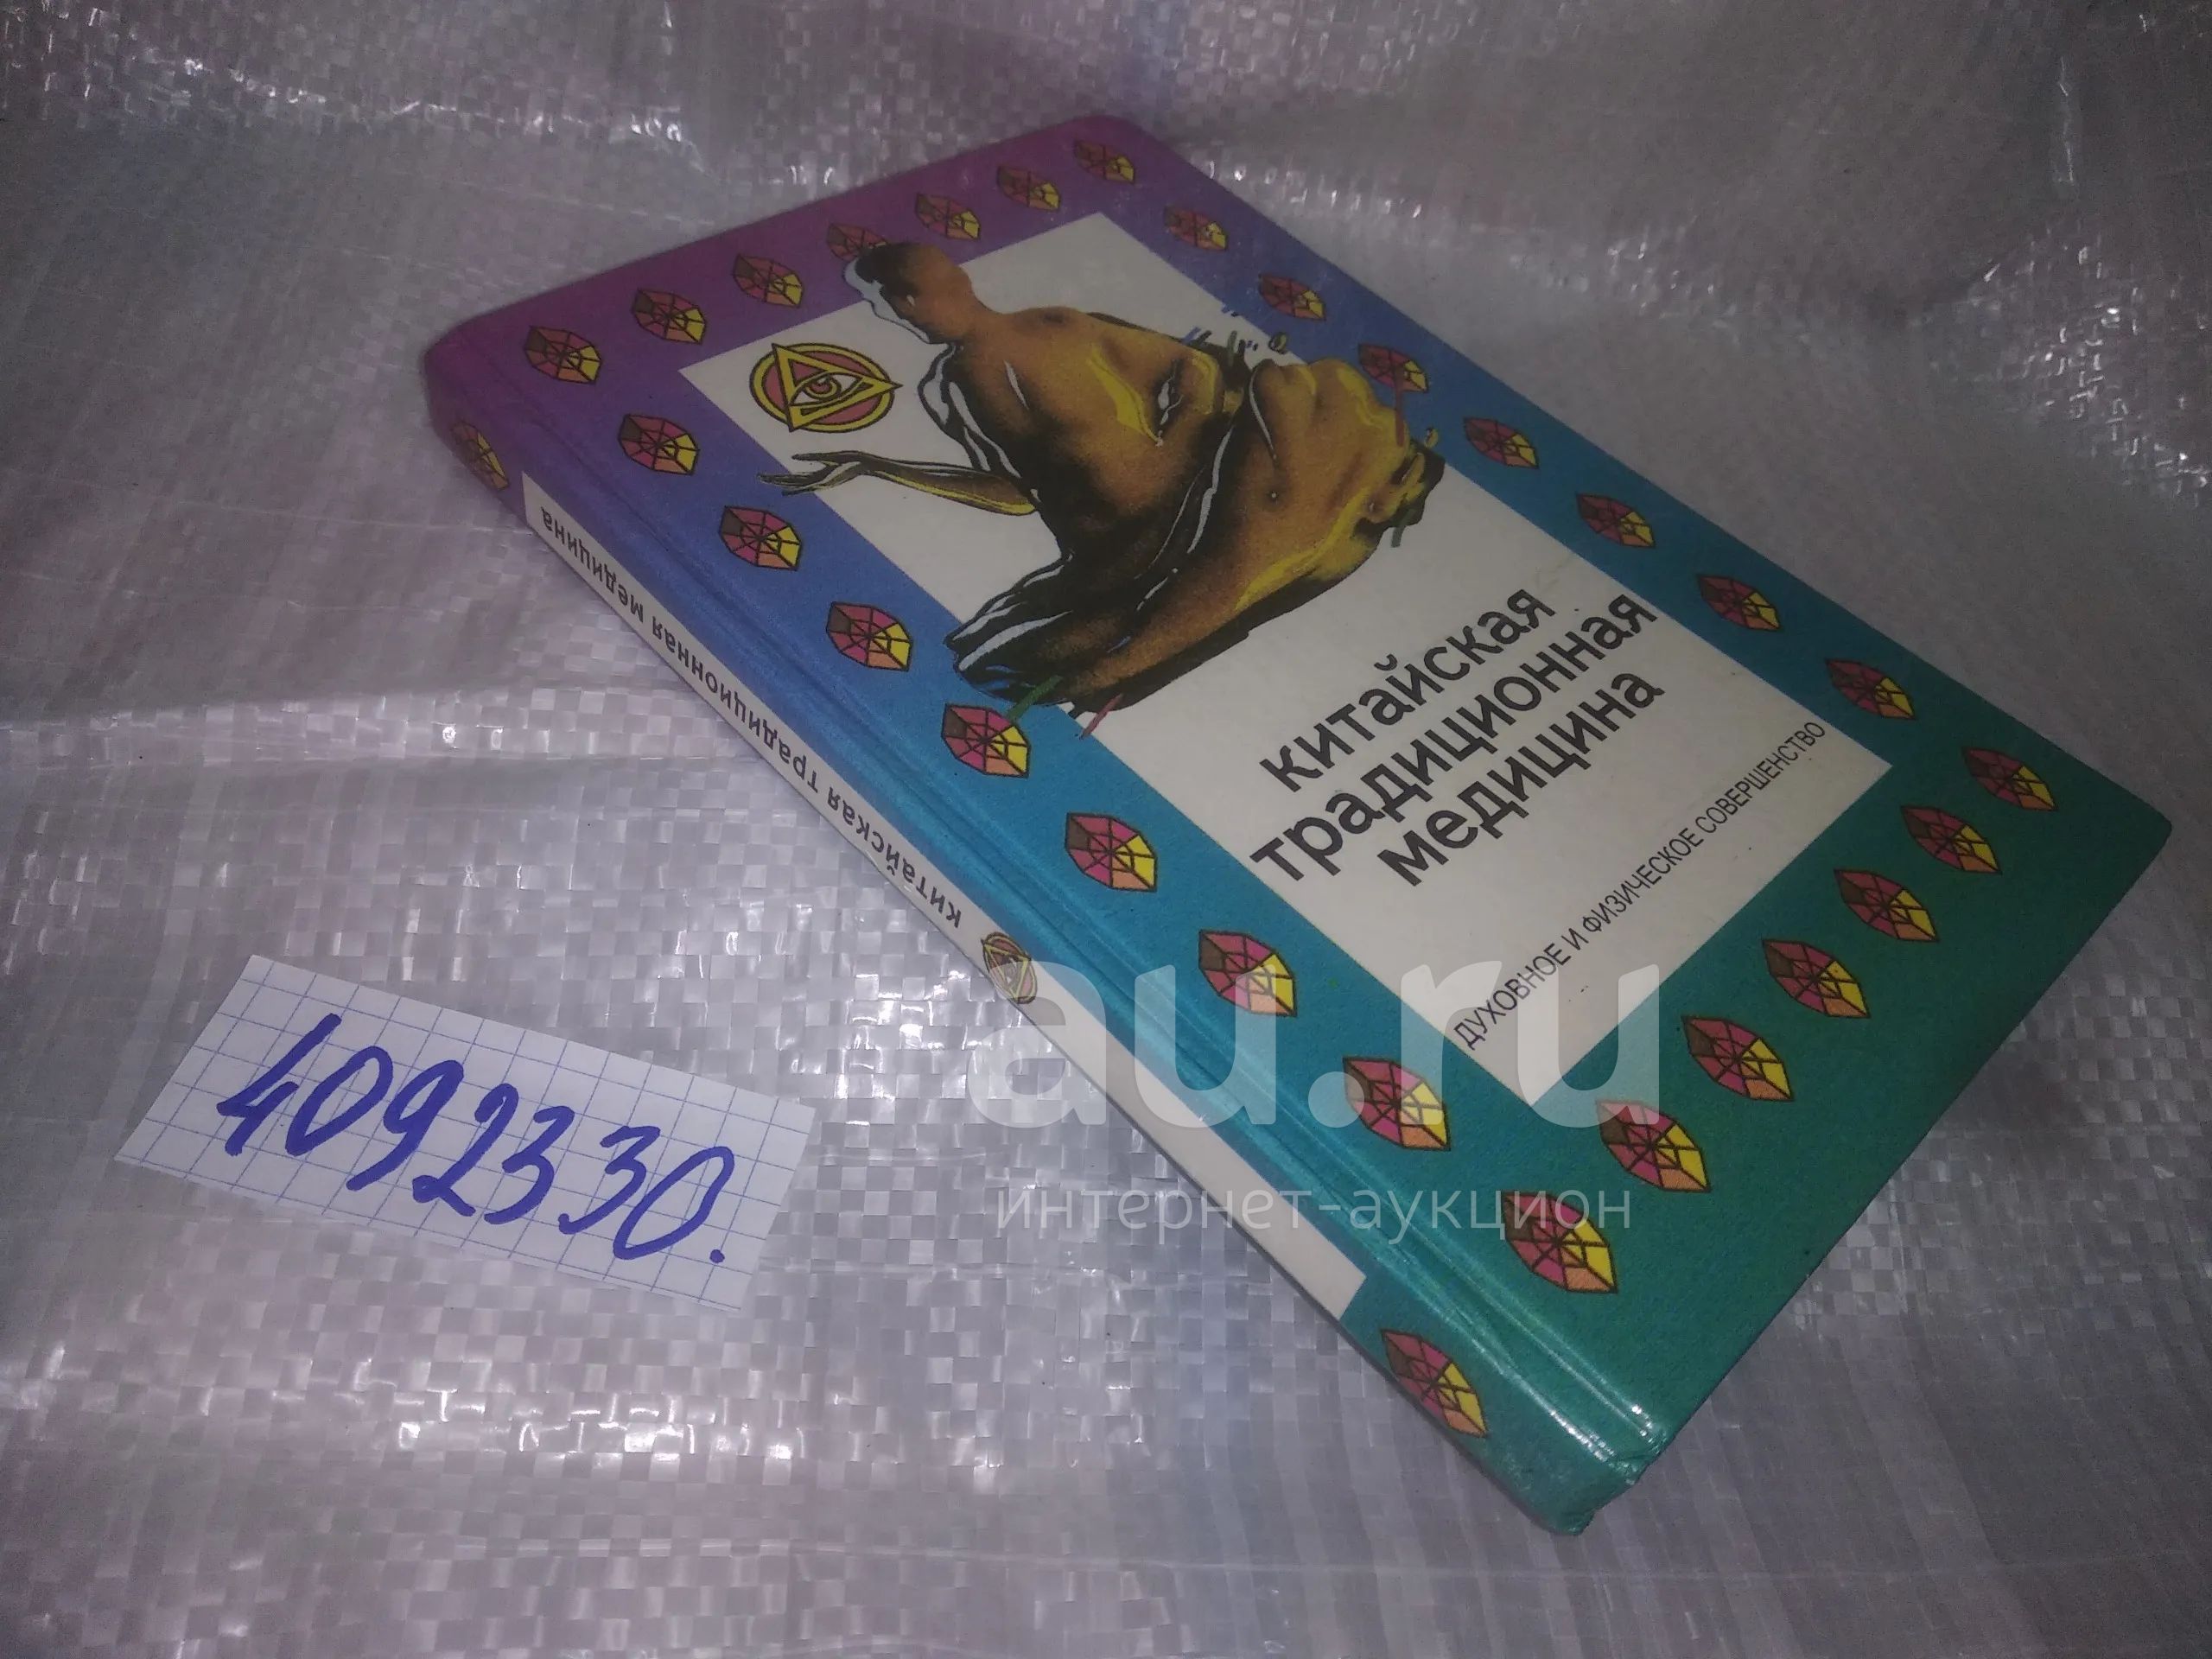 китайская
традиционная
медицина
ДУХОВНОЕ И ФИЗИЧЕСКОЕ СОВЕРШЕНСТВО
китайская традиционная медицина
4092330.
au.ru
интернет-аукцион